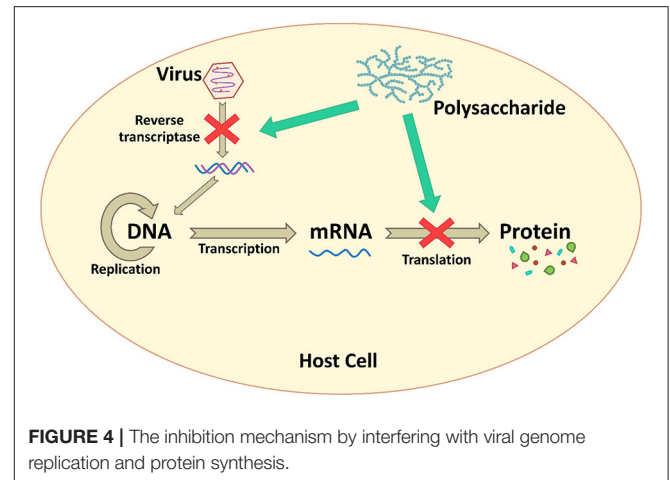 Virus
Polysaccharide
Reverse
transcriptase
DNA
mRNA
Protein
Transcription
Translation
Replication
Host Cell
FIGURE 4 | The inhibition mechanism by interfering with viral genome
replication and protein synthesis.